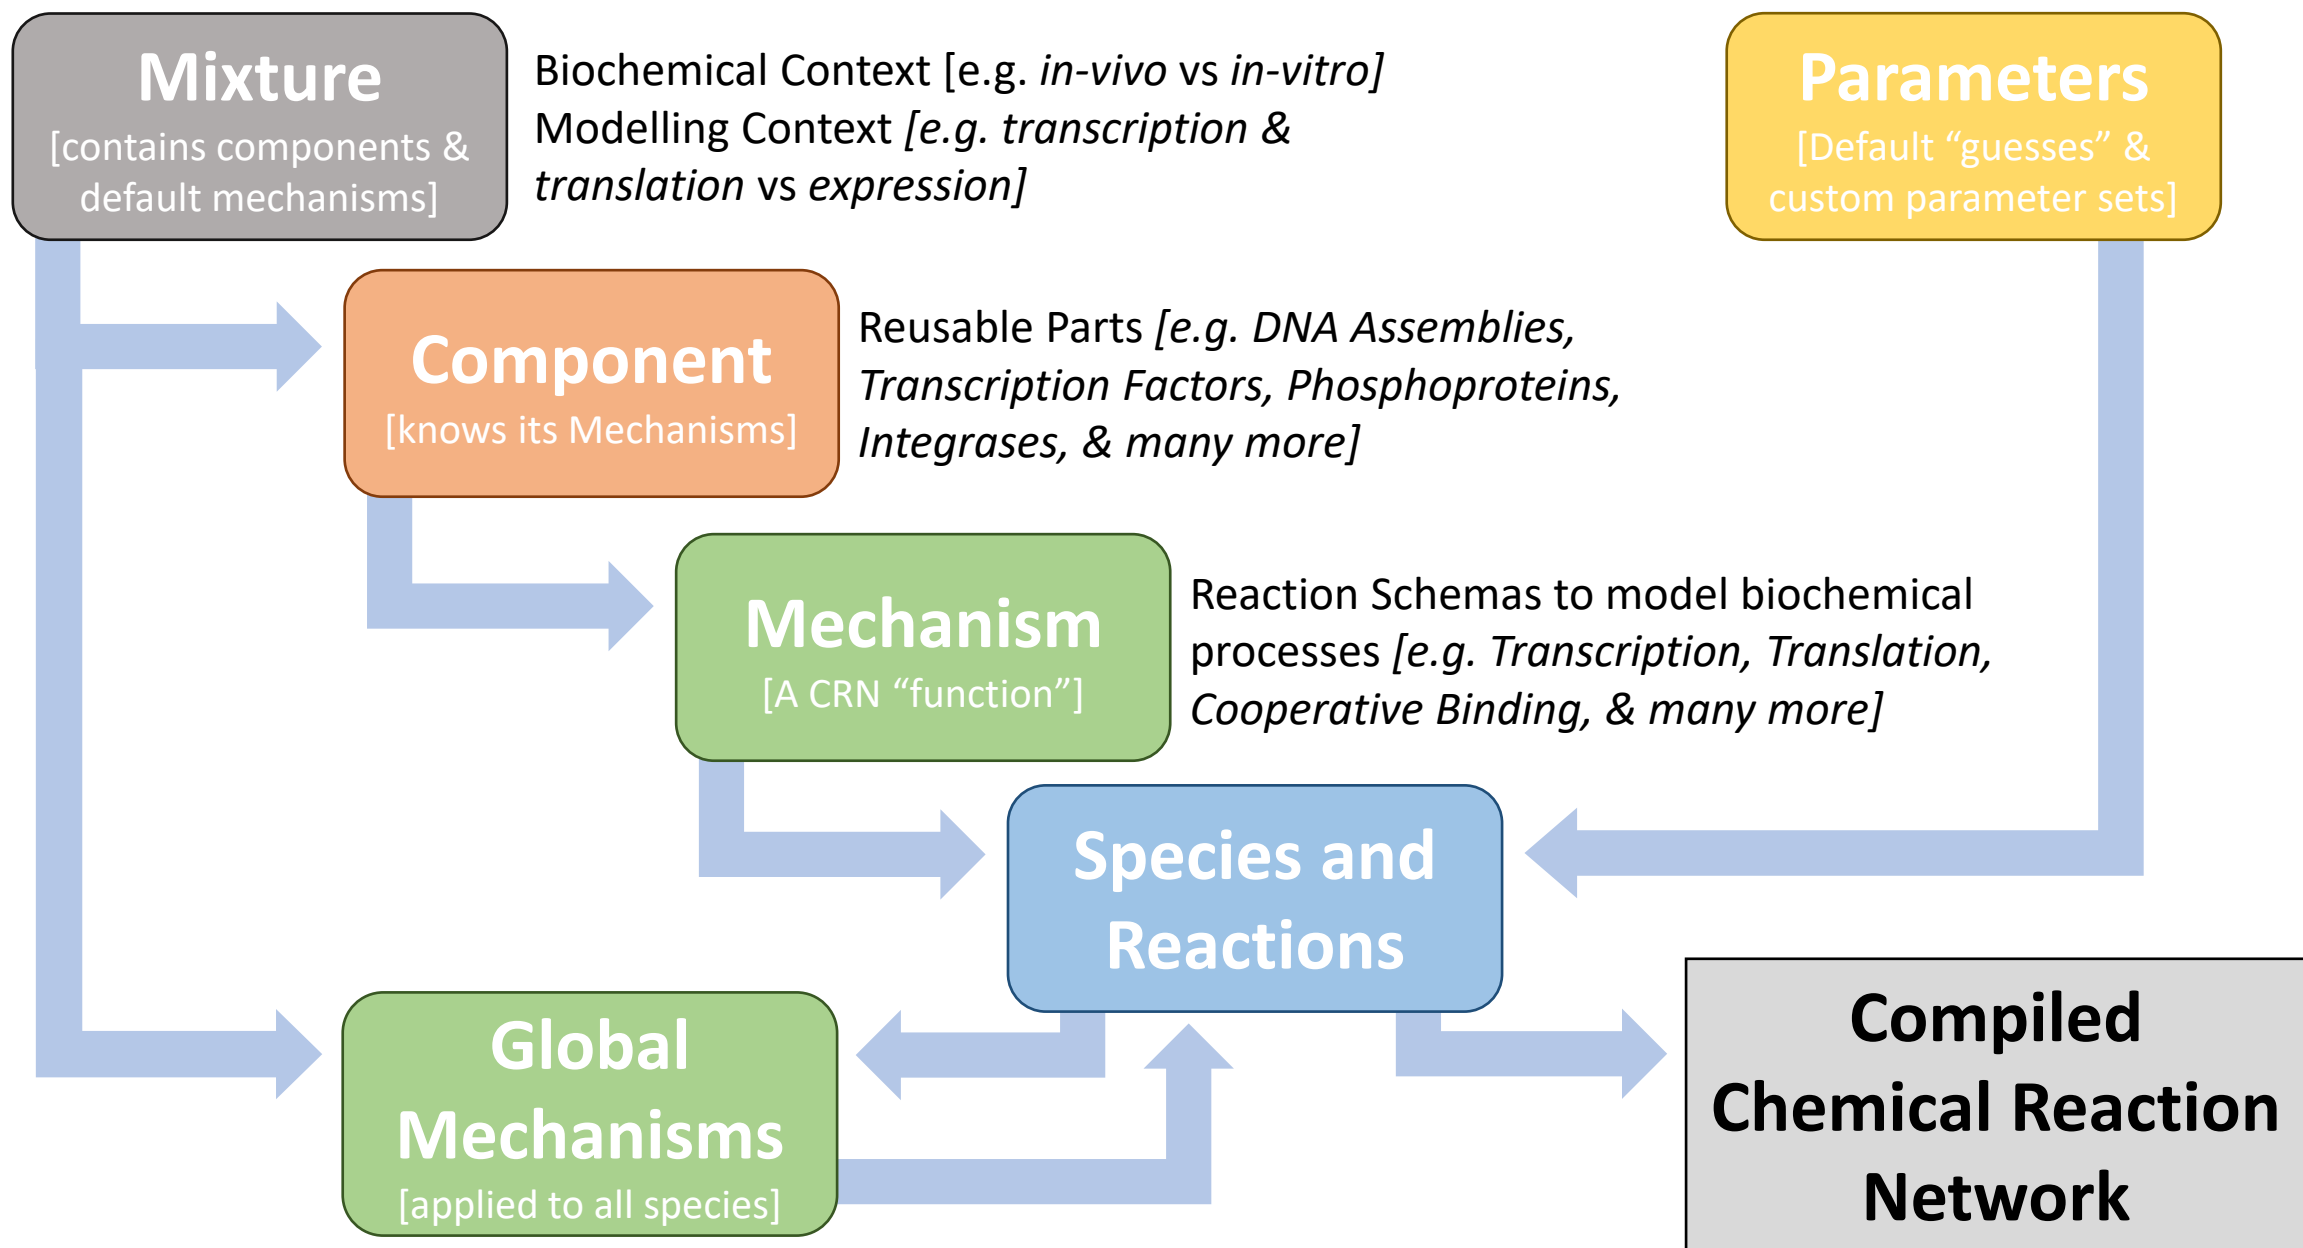 Mixture
[contains components &
default mechanisms]
Biochemical Context [e.g. in-vivo vs in-vitro]
Modelling Context [e.g. transcription &
translation vs expression]
Parameters
[Default “guesses” &
custom parameter sets]
Component
[knows its Mechanisms]
Reusable Parts [e.g. DNA Assemblies,
Transcription Factors, Phosphoproteins,
Integrases, & many more]
Mechanism
[A CRN “function”]
Reaction Schemas to model biochemical
processes [e.g. Transcription, Translation,
Cooperative Binding, & many more]
Species and
Reactions
Global
Mechanisms
[applied to all species]
Compiled
Chemical Reaction
Network